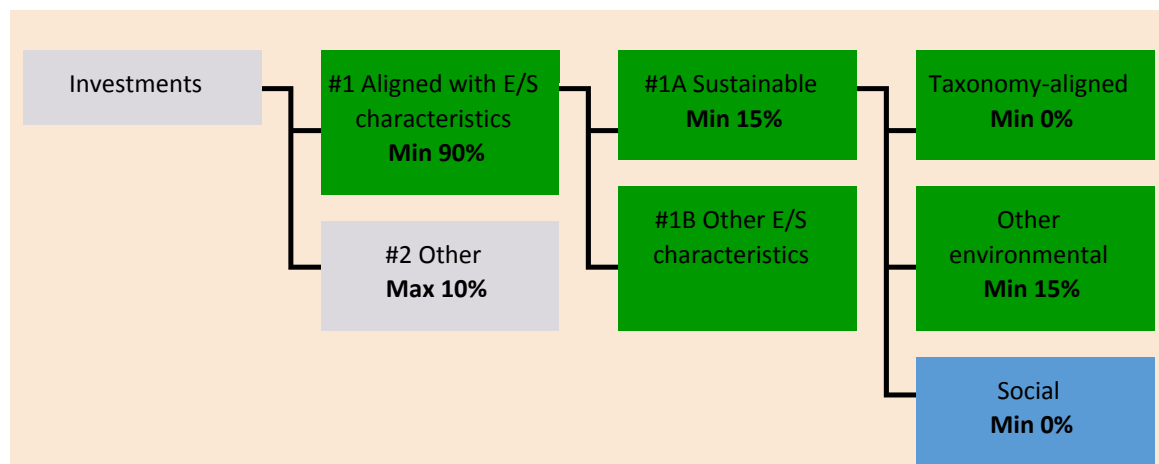 Investments
#1 Aligned with E/S
characteristics
Min 90%
#2 Other
Max 10%
#1A Sustainable
Min 15%
#1B Other E/S
characteristics
Taxonomy-aligned
Min 0%
Other
environmental
Min 15%
Social
Min 0%